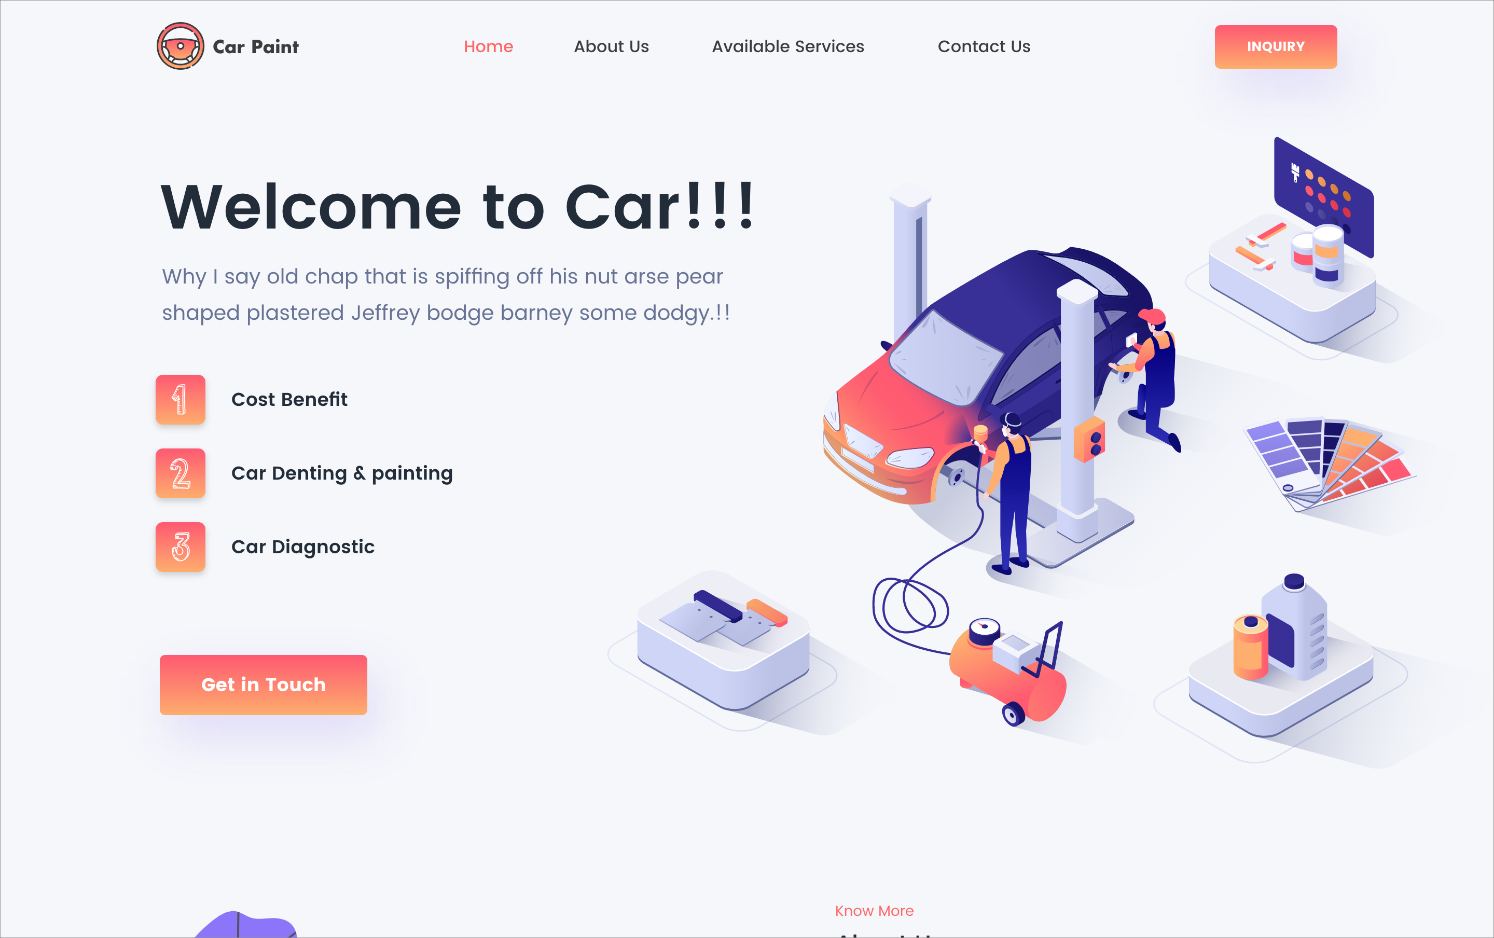 Car Paint
Home
About Us
Available Services
Contact Us
INQUIRY
Welcome to Car!!!
Why I say old chap that is spiffing off his nut arse pear
shaped plastered Jeffrey bodge barney some dodgy.!!
1
Cost Benefit
2
Car Denting & painting
3
Car Diagnostic
Get in Touch
Know More